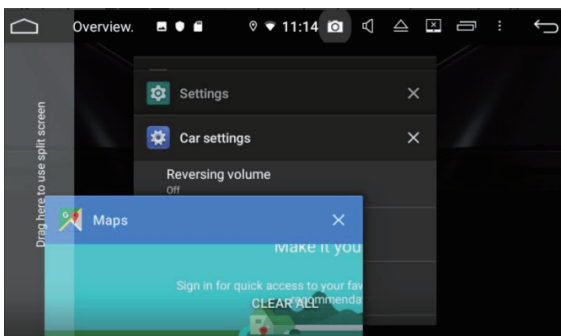 Overview.
11:14
Drag here to use split screen
Settings
Car settings
Reversing volume
Off
Maps
Make it you
Sign in for quick access to your fav
CLEAR ALL